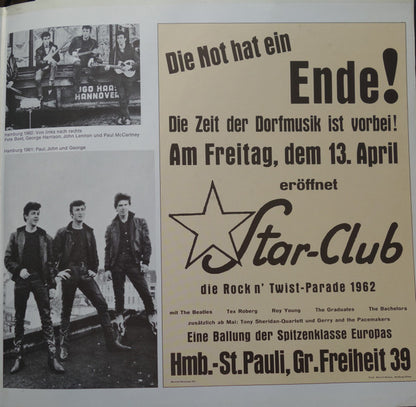 HUGO HAASE
HANNOVER
Hamburg 1960: Von links nach rechts
Pete Best, George Harrison, John Lennon und Paul McCartney
Hamburg 1961: Paul, John und George
Die Not hat ein
Ende!
Die Zeit der Dorfmusik ist vorbei!
Am Freitag, dem 13. April
eröffnet
Star-Club
die Rock n' Twist-Parade 1962
mit The Beatles Tex Roberg Roy Young The Graduates The Bachelors
zusätzlich ab Mai: Tony Sheridan-Quartett und Gerry and the Pacemakers
Eine Ballung der Spitzenklasse Europas
Hmb.-St. Pauli, Gr. Freiheit 39